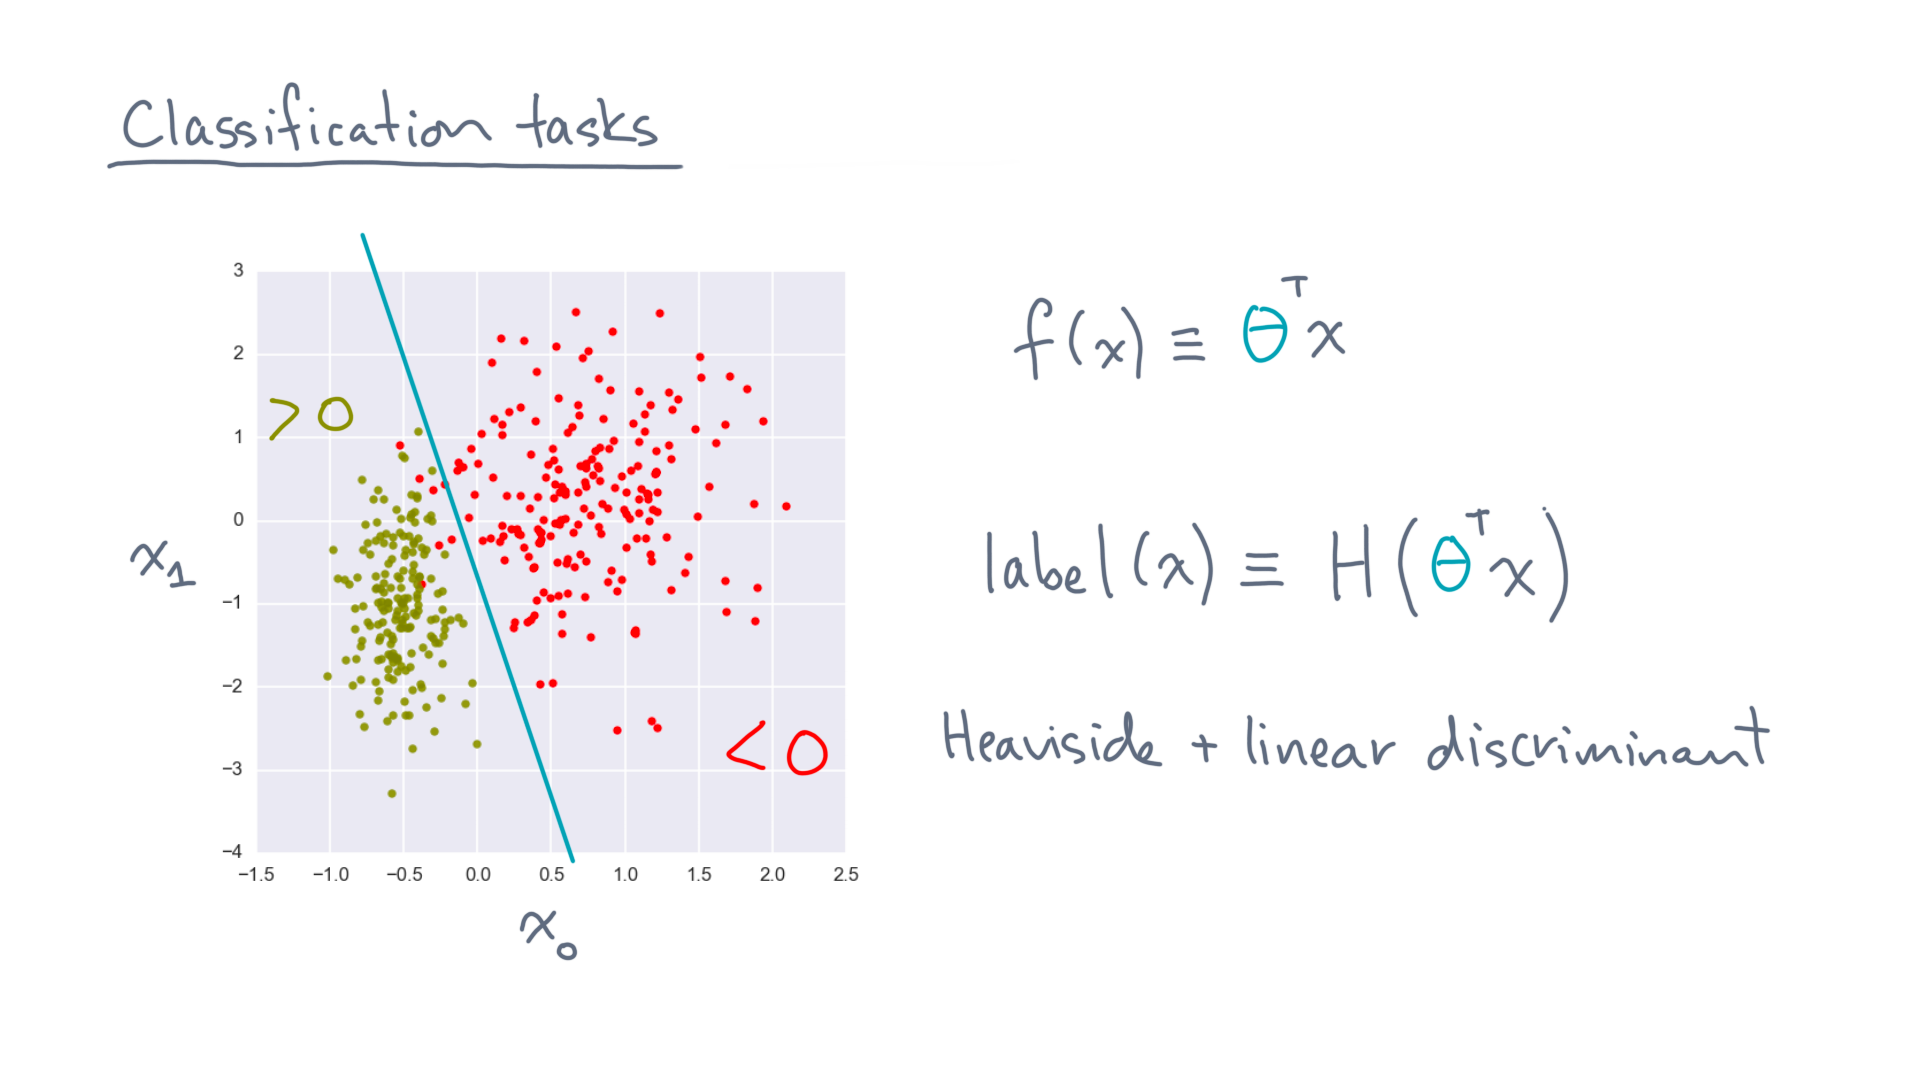 Classification tasks
3
2
1
0
−1
−2
−3
−4
−1.5 −1.0 −0.5 0.0 0.5 1.0 1.5 2.0 2.5
x₁
x₀
>0
<0
f(x) ≡ θᵀx
label(x) ≡ H(θᵀx)
Heaviside + linear discriminant